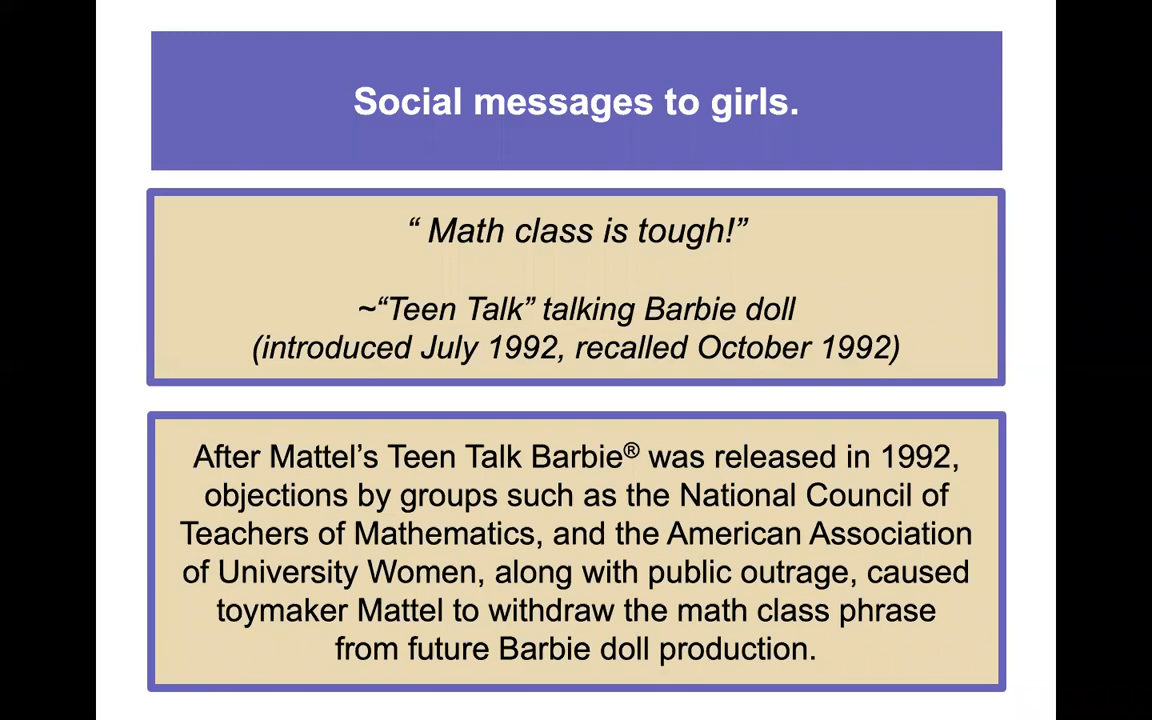 Social messages to girls.
“ Math class is tough!”
~“Teen Talk” talking Barbie doll
(introduced July 1992, recalled October 1992)
After Mattel’s Teen Talk Barbie® was released in 1992,
objections by groups such as the National Council of
Teachers of Mathematics, and the American Association
of University Women, along with public outrage, caused
toymaker Mattel to withdraw the math class phrase
from future Barbie doll production.